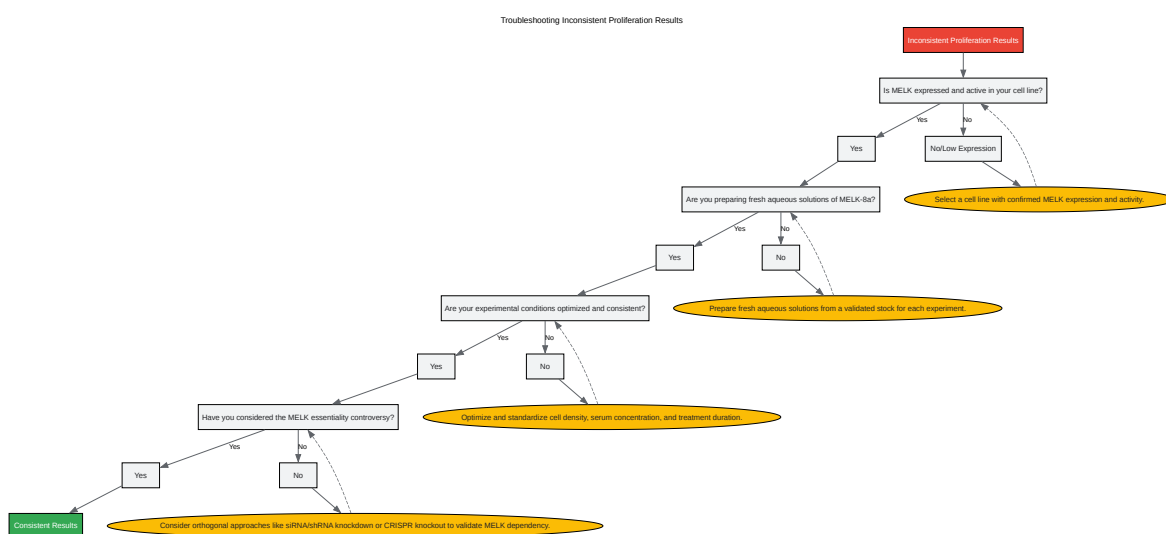 Troubleshooting Inconsistent Proliferation Results
Inconsistent Proliferation Results
Is MELK expressed and active in your cell line?
Yes
No
Yes
No/Low Expression
Select a cell line with confirmed MELK expression and activity.
Are you preparing fresh aqueous solutions of MELK-8a?
Yes
No
Yes
No
Prepare fresh aqueous solutions from a validated stock for each experiment.
Are your experimental conditions optimized and consistent?
Yes
No
Yes
No
Optimize and standardize cell density, serum concentration, and treatment duration.
Have you considered the MELK essentiality controversy?
Yes
No
Yes
No
Consistent Results
Consider orthogonal approaches like siRNA/shRNA knockdown or CRISPR knockout to validate MELK dependency.